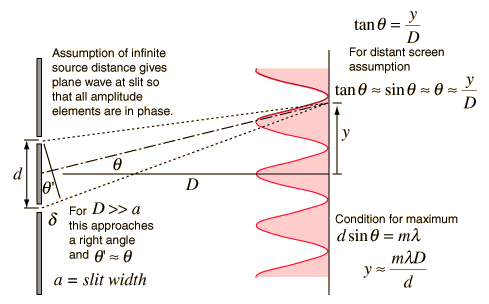 tan θ = y/D
Assumption of infinite
source distance gives
plane wave at slit so
that all amplitude
elements are in phase.
For distant screen
assumption
tan θ ≈ sin θ ≈ θ ≈ y/D
y
d
θ'
θ
D
δ
For D >> a
this approaches
a right angle
and θ' ≈ θ
a = slit width
Condition for maximum
d sin θ = mλ
y ≈ mλD/d